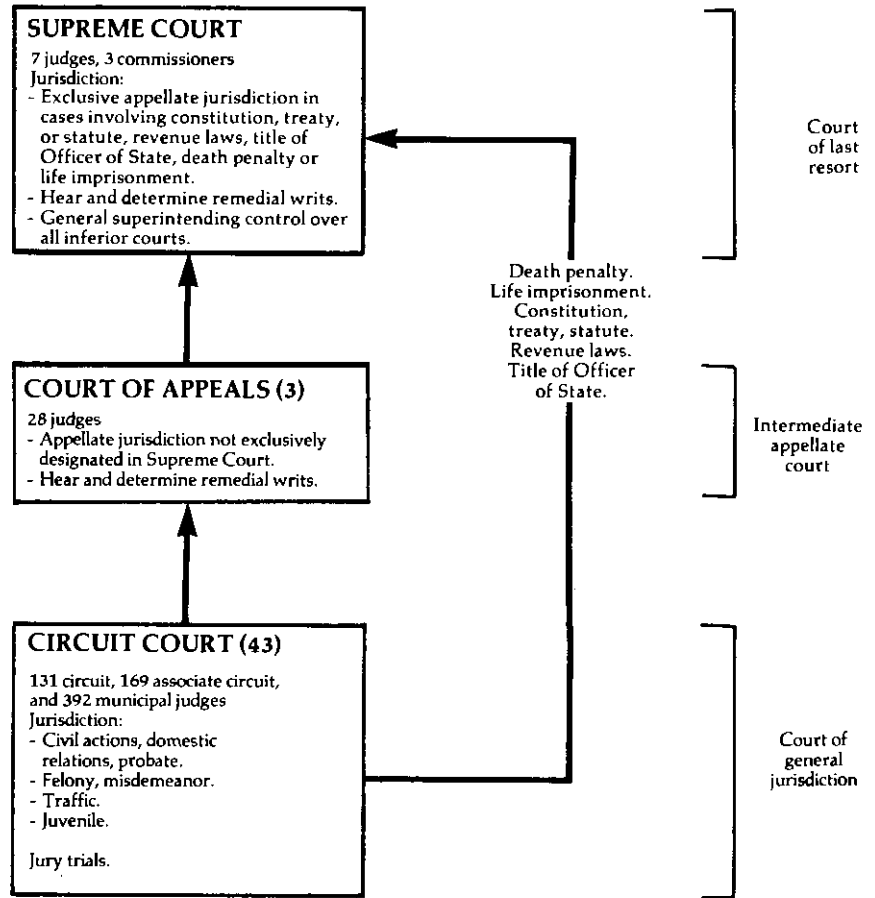 SUPREME COURT
7 judges, 3 commissioners
Jurisdiction:
- Exclusive appellate jurisdiction in
cases involving constitution, treaty,
or statute, revenue laws, title of
Officer of State, death penalty or
life imprisonment.
- Hear and determine remedial writs.
- General superintending control over
all inferior courts.
Court
of last
resort
Death penalty.
Life imprisonment.
Constitution,
treaty, statute.
Revenue laws.
Title of Officer
of State.
COURT OF APPEALS (3)
28 judges
- Appellate jurisdiction not exclusively
designated in Supreme Court.
- Hear and determine remedial writs.
Intermediate
appellate
court
CIRCUIT COURT (43)
131 circuit, 169 associate circuit,
and 392 municipal judges
Jurisdiction:
- Civil actions, domestic
relations, probate.
- Felony, misdemeanor.
- Traffic.
- Juvenile.
Jury trials.
Court of
general
jurisdiction